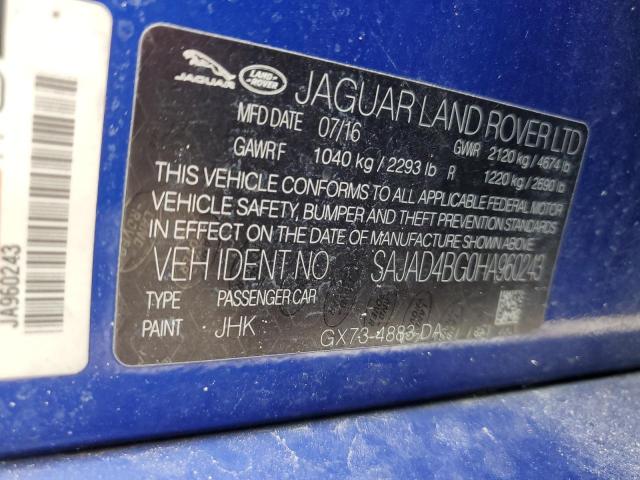 JAGUAR LAND ROVER JAGUAR LAND ROVER LTD
MFD DATE 07/16 GVWR 2120 kg / 4674 lb
GAWR F 1040 kg / 2293 lb R 1220 kg / 2690 lb
THIS VEHICLE CONFORMS TO ALL APPLICABLE FEDERAL MOTOR
VEHICLE SAFETY, BUMPER AND THEFT PREVENTION STANDARDS
IN EFFECT ON THE DATE OF MANUFACTURE SHOWN ABOVE.
VEH IDENT NO SAJAD4BG0HA960243
TYPE PASSENGER CAR
PAINT JHK GX73-4883-DA
JA960243